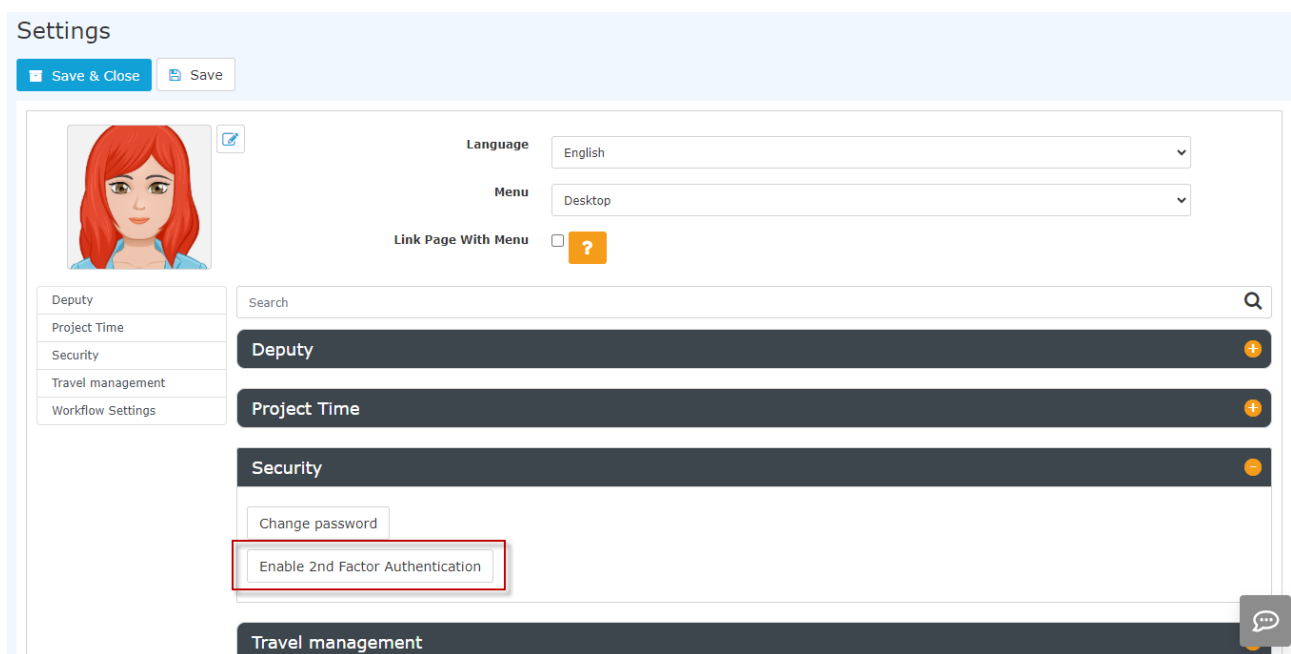 Settings
Save & Close
Save
Language
English
Menu
Desktop
Link Page With Menu
?
Deputy
Project Time
Security
Travel management
Workflow Settings
Search
Deputy
Project Time
Security
Change password
Enable 2nd Factor Authentication
Travel management